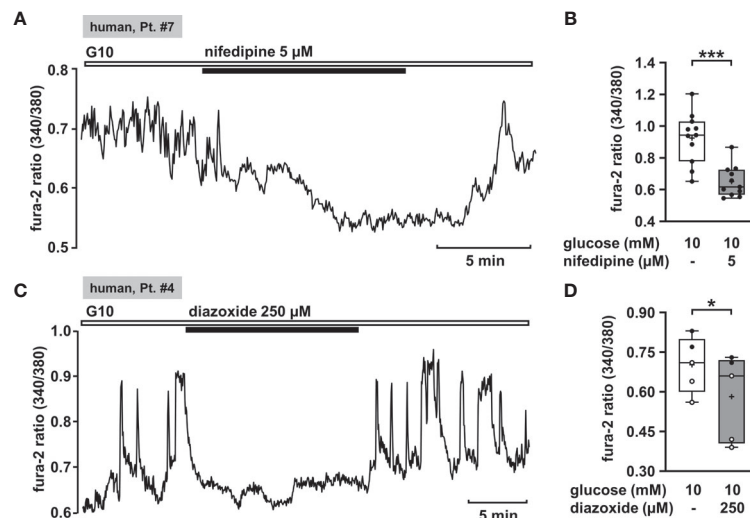 A
human, Pt. #7
G10 nifedipine 5 µM
0.8
0.7
0.6
0.5
fura-2 ratio (340/380)
5 min
B
***
1.4
1.2
1.0
0.8
0.6
0.4
fura-2 ratio (340/380)
glucose (mM) 10 10
nifedipine (µM) - 5
C
human, Pt. #4
G10 diazoxide 250 µM
1.0
0.9
0.8
0.7
0.6
fura-2 ratio (340/380)
5 min
D
*
0.90
0.75
0.60
0.45
0.30
fura-2 ratio (340/380)
glucose (mM) 10 10
diazoxide (µM) - 250